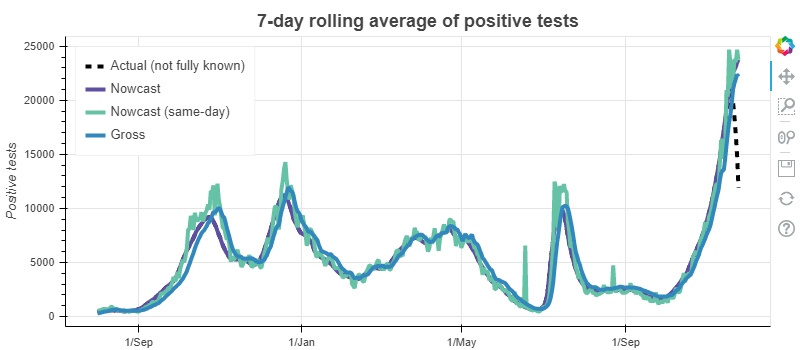 7-day rolling average of positive tests
Positive tests
25000
20000
15000
10000
5000
0
Actual (not fully known)
Nowcast
Nowcast (same-day)
Gross
1/Sep
1/Jan
1/May
1/Sep